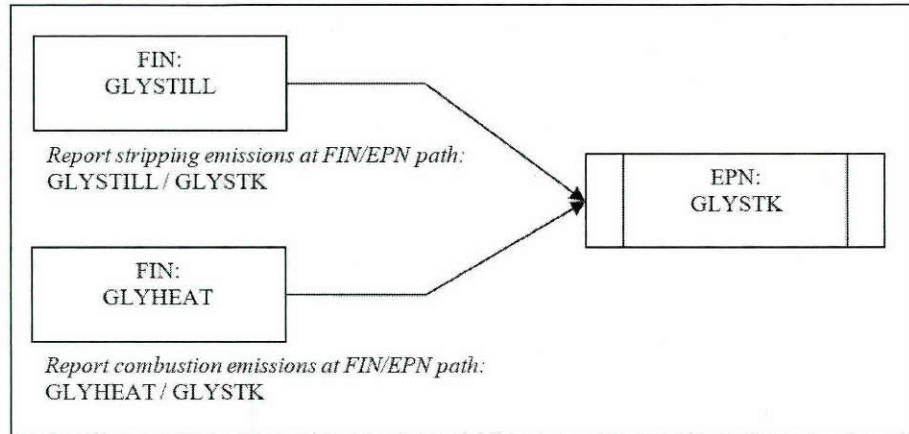 FIN:
GLYSTILL
Report stripping emissions at FIN/EPN path:
GLYSTILL / GLYSTK
EPN:
GLYSTK
FIN:
GLYHEAT
Report combustion emissions at FIN/EPN path:
GLYHEAT / GLYSTK